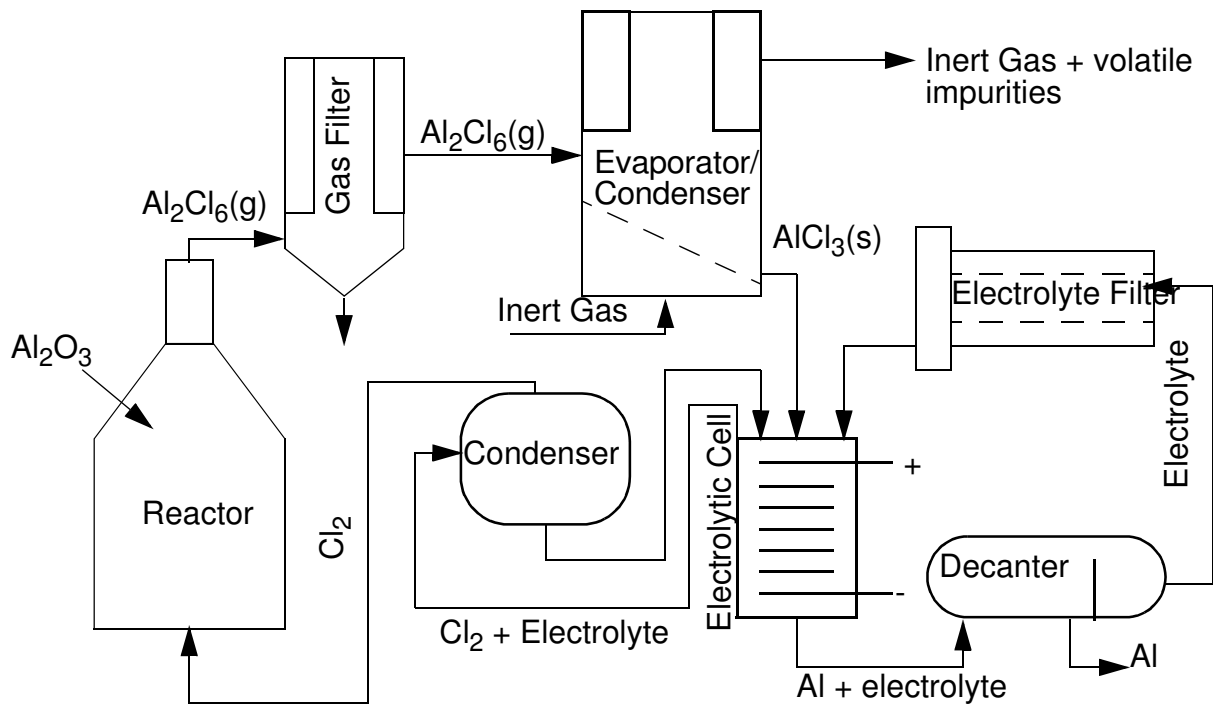 Inert Gas + volatile
impurities
Gas Filter
Al₂Cl₆(g)
Evaporator/
Condenser
Al₂Cl₆(g)
AlCl₃(s)
Electrolyte Filter
Inert Gas
Al₂O₃
Electrolyte
Condenser
Electrolytic Cell
+
Reactor
Cl₂
Decanter
-
Cl₂ + Electrolyte
Al
Al + electrolyte